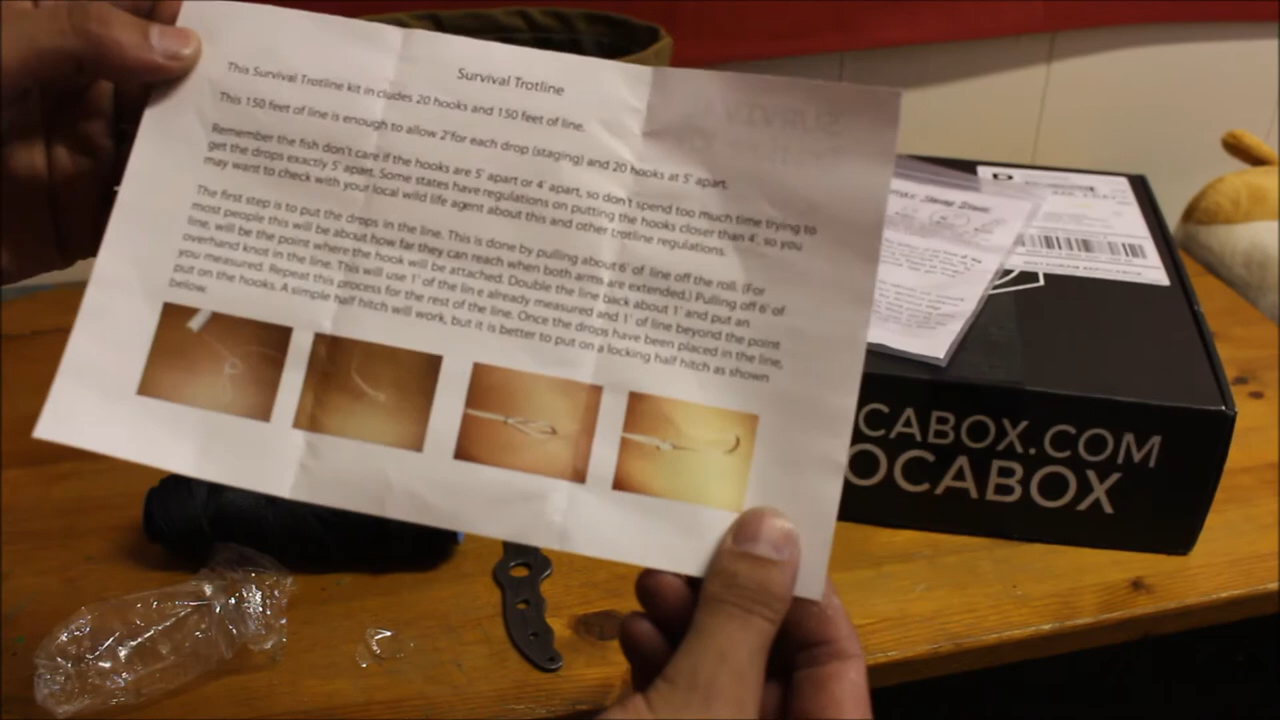 Survival Trotline
This Survival Trotline kit in cludes 20 hooks and 150 feet of line.
This 150 feet of line is enough to allow 2' for each drop (staging) and 20 hooks at 5' apart.
Remember the fish don't care if the hooks are 5' apart or 4' apart, so don't spend too much time trying to
get the drops exactly 5' apart. Some states have regulations on putting the hooks closer than 4', so you
may want to check with your local wild life agent about this and other trotline regulations.
The first step is to put the drops in the line. This is done by pulling about 6' of line off the roll. (For
most people this will be about how far they can reach when both arms are extended.) Pulling off 6' of
line, will be the point where the hook will be attached. Double the line back about 1' and put an
overhand knot in the line. This will use 1' of the lin e already measured and 1' of line beyond the point
you measured. Repeat this process for the rest of the line. Once the drops have been placed in the line,
put on the hooks. A simple half hitch will work, but it is better to put on a locking half hitch as shown
below.
D
CABOX.COM
OCABOX